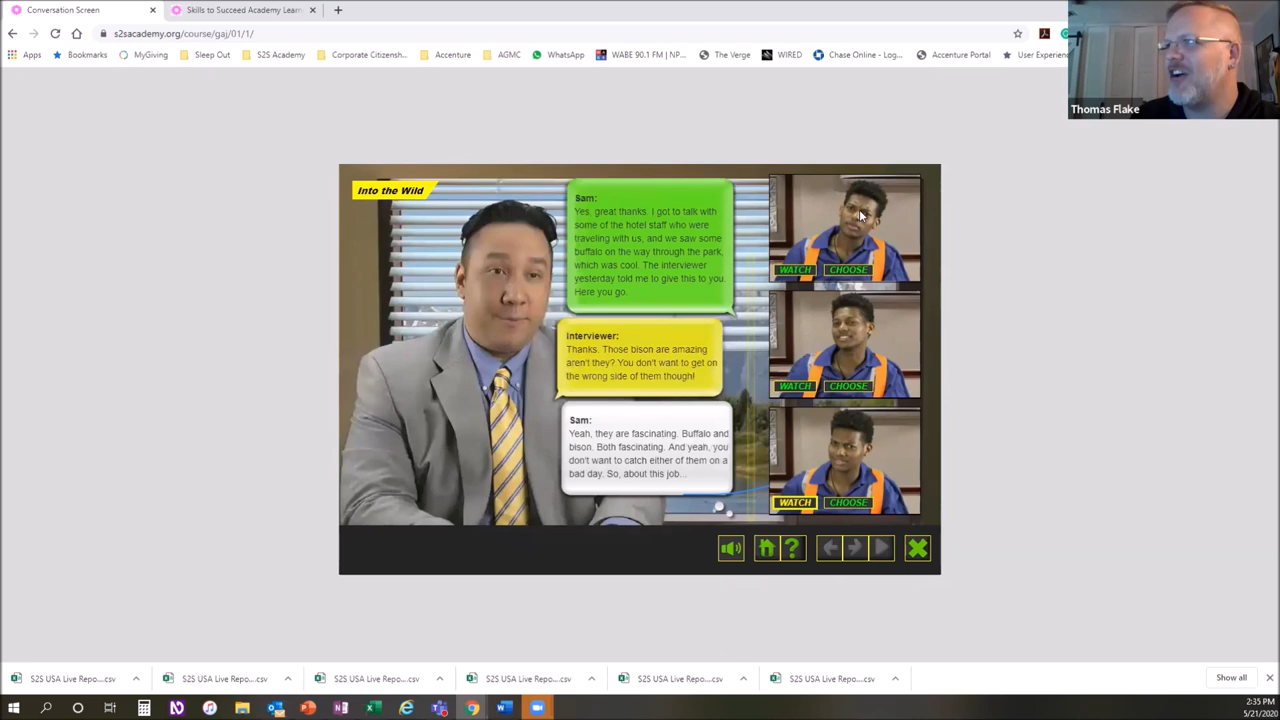 Conversation Screen
Skills to Succeed Academy Learn
s2sacademy.org/course/gaj/01/1/
Apps
Bookmarks
MyGiving
Sleep Out
S2S Academy
Corporate Citizensh...
Accenture
AGMC
WhatsApp
WABE 90.1 FM | NP...
The Verge
WIRED
Chase Online - Log...
Accenture Portal
User Experienc
Thomas Flake
Into the Wild
Sam:
Yes, great thanks. I got to talk with
some of the hotel staff who were
traveling with us, and we saw some
buffalo on the way through the park,
which was cool. The interviewer
yesterday told me to give this to you.
Here you go.
WATCH CHOOSE
Interviewer:
Thanks. Those bison are amazing
aren't they? You don't want to get on
the wrong side of them though!
WATCH CHOOSE
Sam:
Yeah, they are fascinating. Buffalo and
bison. Both fascinating. And yeah, you
don't want to catch either of them on a
bad day. So, about this job...
WATCH CHOOSE
S2S USA Live Repo....csv
S2S USA Live Repo....csv
S2S USA Live Repo....csv
S2S USA Live Repo....csv
S2S USA Live Repo....csv
S2S USA Live Repo....csv
Show all
2:35 PM
5/21/2020